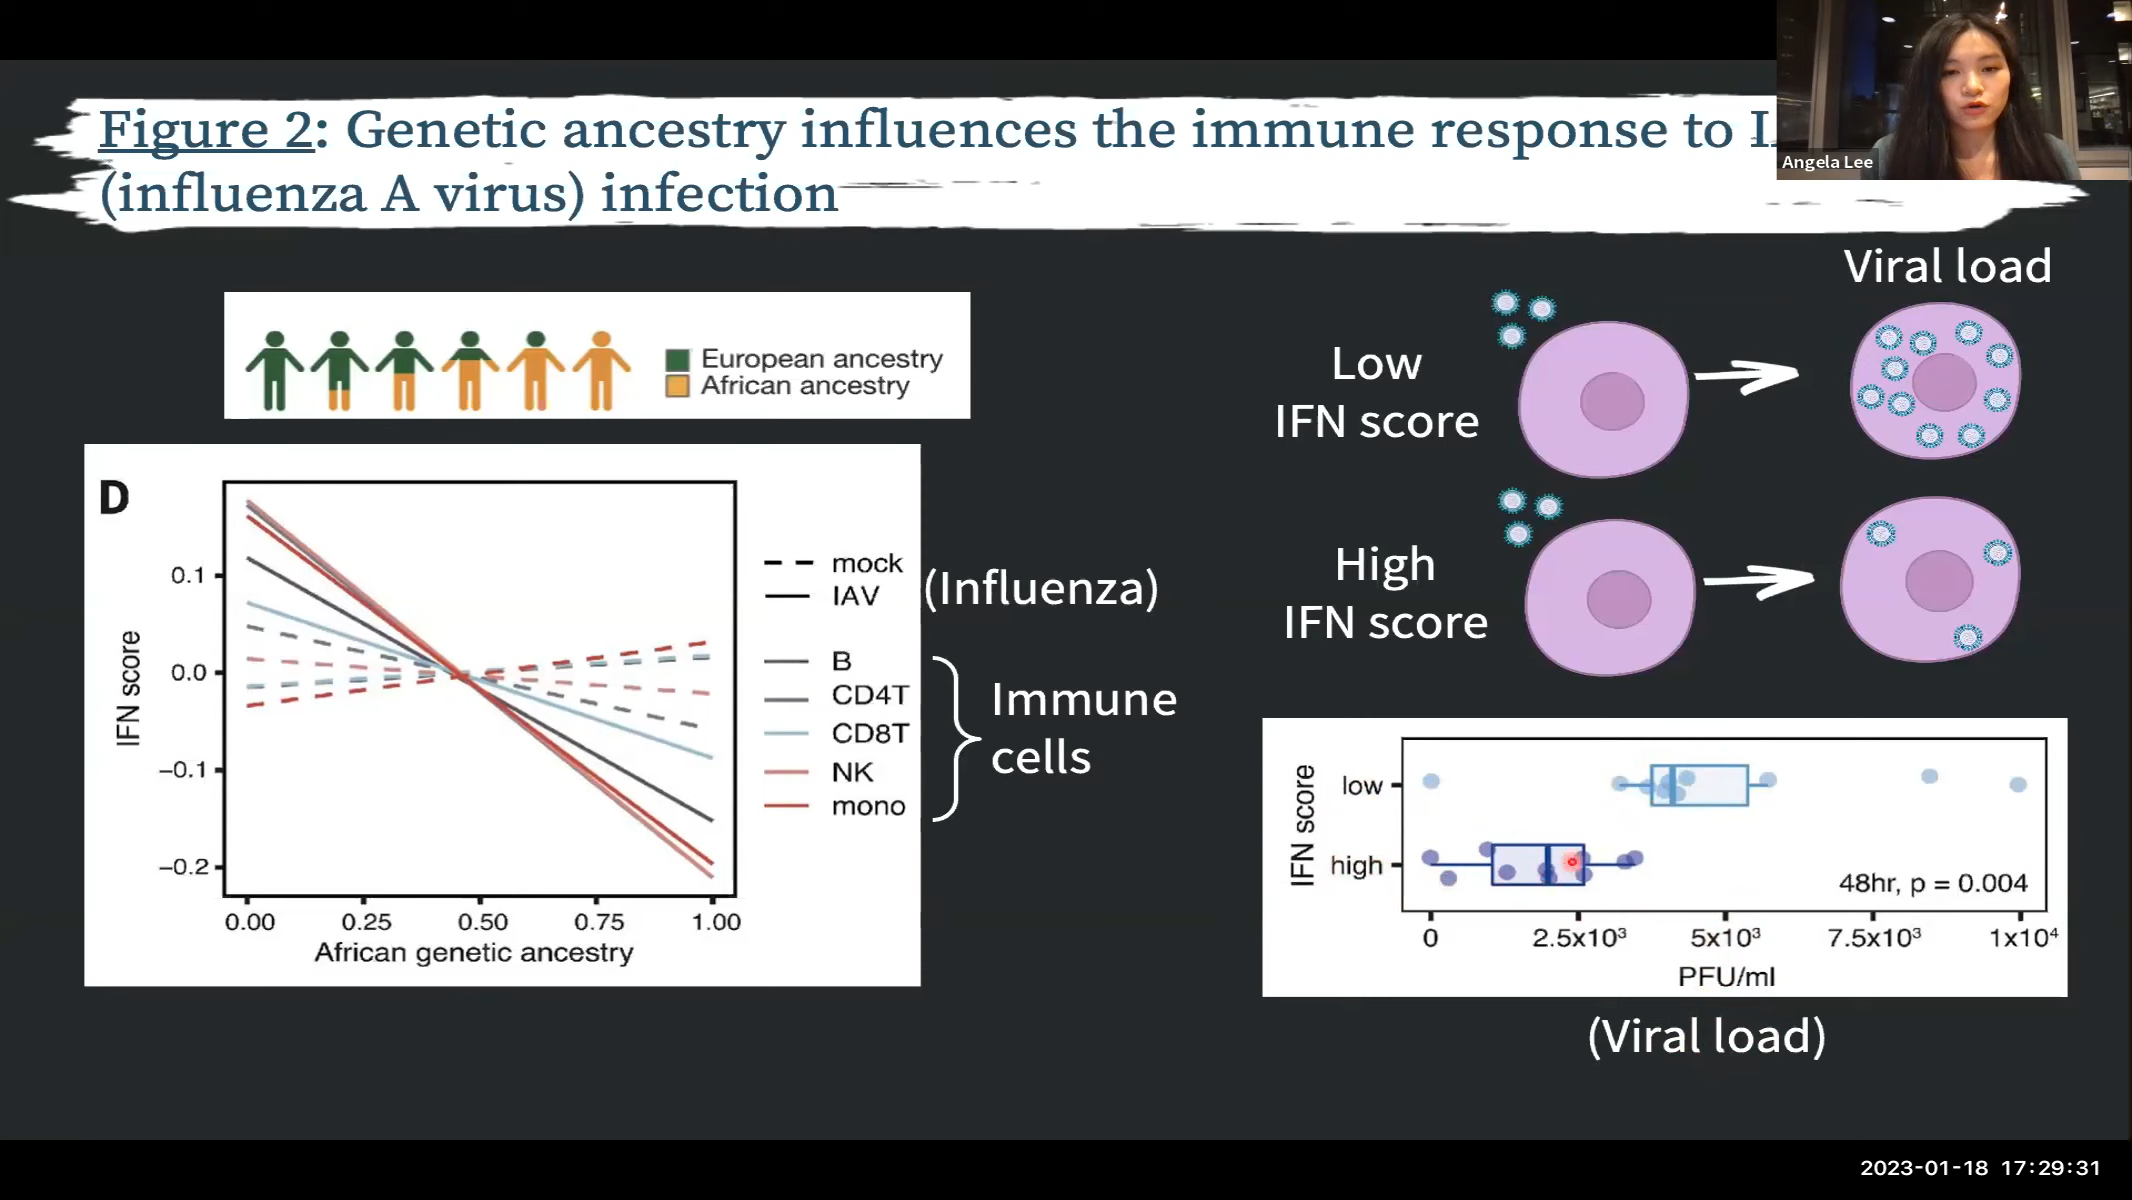 Figure 2: Genetic ancestry influences the immune response to
(influenza A virus) infection
Angela Lee
European ancestry
African ancestry
D
IFN score
0.1
0.0
−0.1
−0.2
0.00 0.25 0.50 0.75 1.00
African genetic ancestry
mock
IAV
(Influenza)
B
CD4T
CD8T
NK
mono
Immune
cells
Viral load
Low
IFN score
High
IFN score
IFN score
low
high
48hr, p = 0.004
0 2.5x10³ 5x10³ 7.5x10³ 1x10⁴
PFU/ml
(Viral load)
2023-01-18 17:29:31